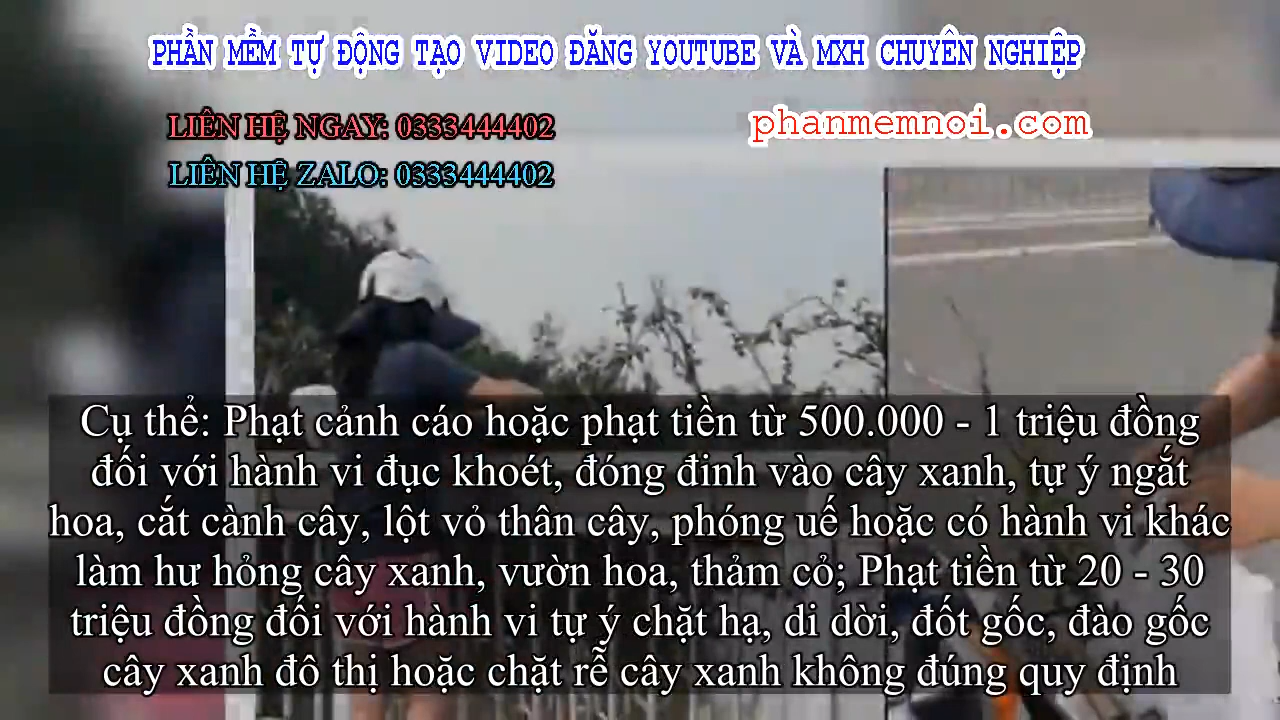 PHẦN MỀM TỰ ĐỘNG TẠO VIDEO ĐĂNG YOUTUBE VÀ MXH CHUYÊN NGHIỆP
LIÊN HỆ NGAY: 0333444402
phanmemnoi.com
LIÊN HỆ ZALO: 0333444402
Cụ thể: Phạt cảnh cáo hoặc phạt tiền từ 500.000 - 1 triệu đồng
đối với hành vi đục khoét, đóng đinh vào cây xanh, tự ý ngắt
hoa, cắt cành cây, lột vỏ thân cây, phóng uế hoặc có hành vi khác
làm hư hỏng cây xanh, vườn hoa, thảm cỏ; Phạt tiền từ 20 - 30
triệu đồng đối với hành vi tự ý chặt hạ, di dời, đốt gốc, đào gốc
cây xanh đô thị hoặc chặt rễ cây xanh không đúng quy định